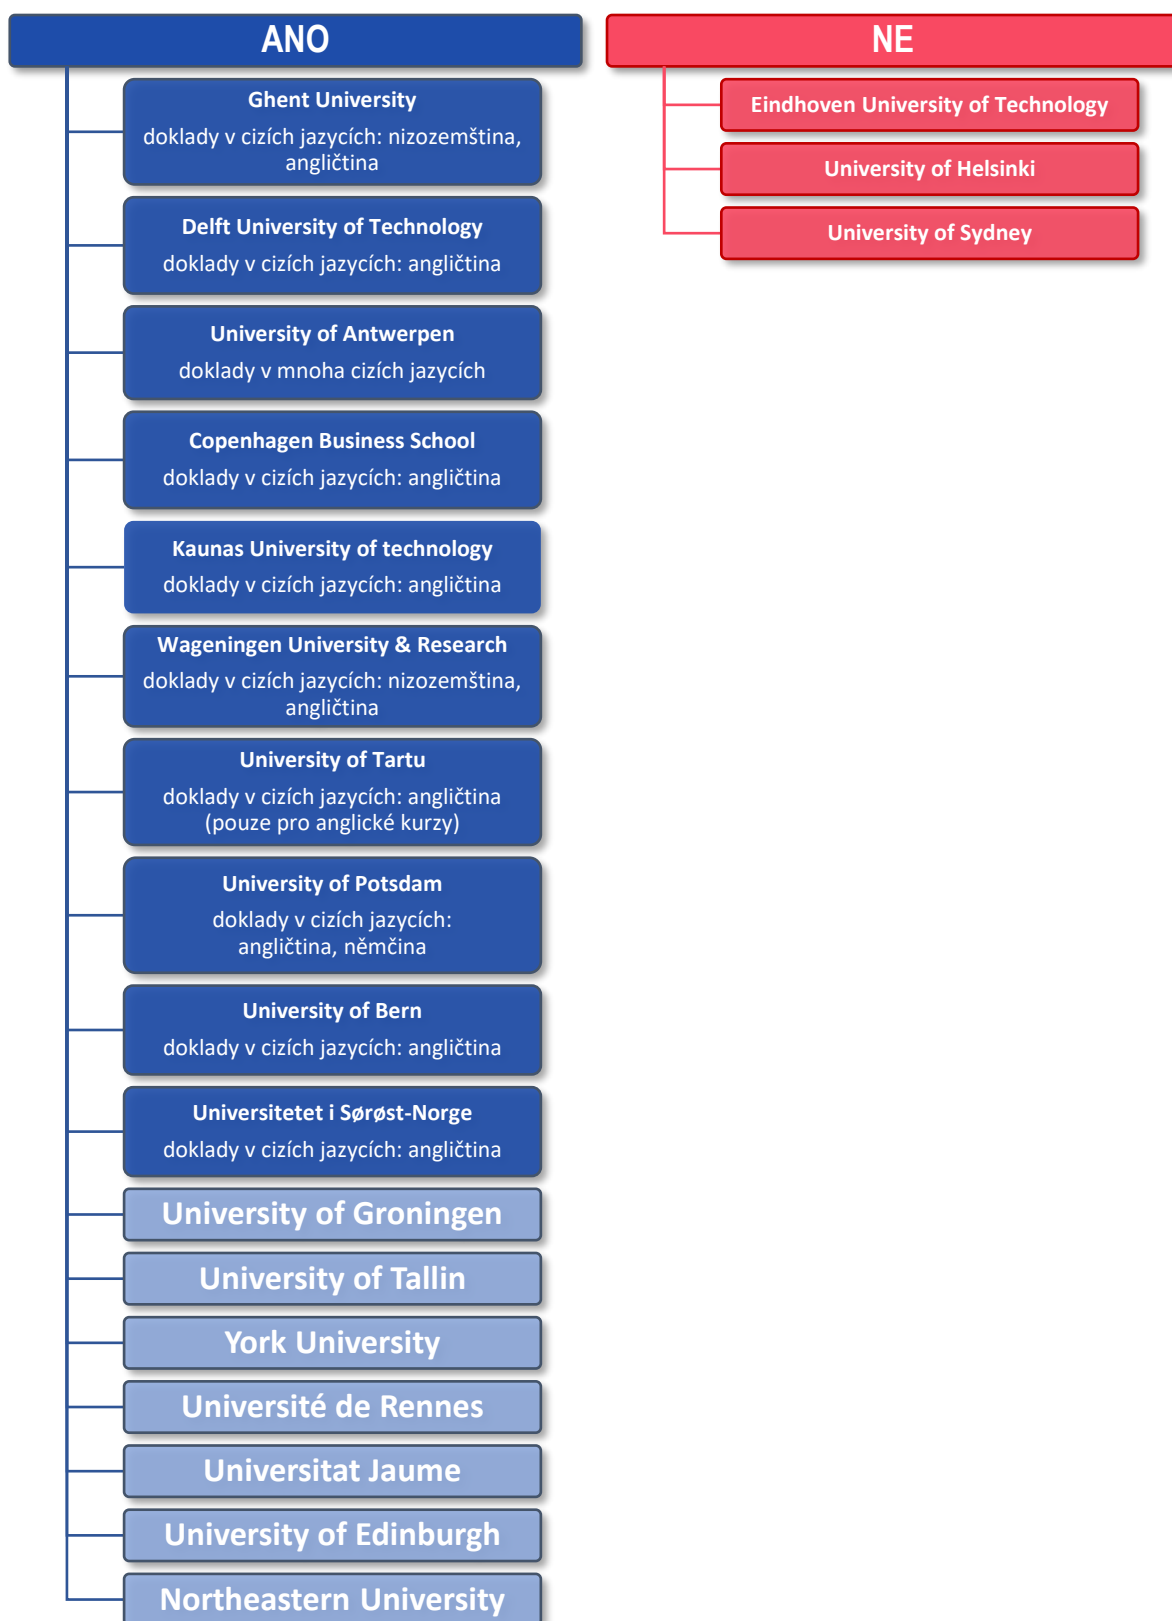 ANO
Ghent University
doklady v cizích jazycích: nizozemština,
angličtina
Delft University of Technology
doklady v cizích jazycích: angličtina
University of Antwerpen
doklady v mnoha cizích jazycích
Copenhagen Business School
doklady v cizích jazycích: angličtina
Kaunas University of technology
doklady v cizích jazycích: angličtina
Wageningen University & Research
doklady v cizích jazycích: nizozemština,
angličtina
University of Tartu
doklady v cizích jazycích: angličtina
(pouze pro anglické kurzy)
University of Potsdam
doklady v cizích jazycích:
angličtina, němčina
University of Bern
doklady v cizích jazycích: angličtina
Universitetet i Sørøst-Norge
doklady v cizích jazycích: angličtina
University of Groningen
University of Tallin
York University
Université de Rennes
Universitat Jaume
University of Edinburgh
Northeastern University
NE
Eindhoven University of Technology
University of Helsinki
University of Sydney